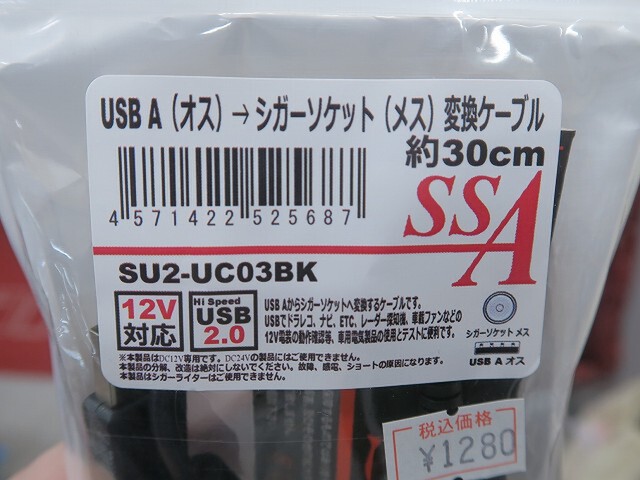 USB A（オス）→シガーソケット（メス）変換ケーブル
約30cm
4571422525687
SSA
SU2-UC03BK
12V
対応
Hi Speed
USB
2.0
USB Aからシガーソケットへ変換するケーブルです。
USBでドラレコ、ナビ、ETC、レーダー探知機、車載ファンなどの
12V電装の動作確認等、車用電気製品の使用とテストに便利です。
シガーソケット メス
USB A オス
※本製品はDC12V専用です。DC24Vの製品にはご使用できません。
本製品の分解、改造は絶対にしないでください。故障、感電、ショートの原因になります。
本製品はシガーライターはご使用できません。
税込価格
¥1280